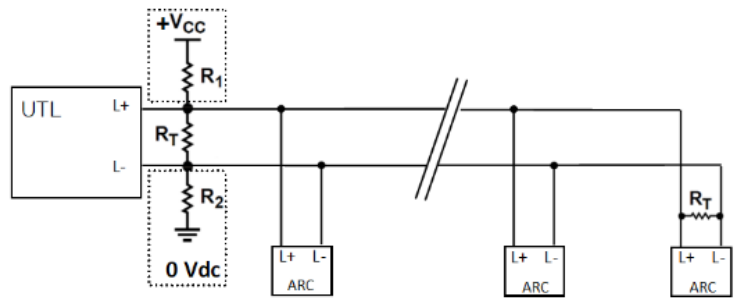 +VCC
R1
UTL
L+
RT
L-
R2
0 Vdc
RT
L+ L-
ARC
L+ L-
ARC
L+ L-
ARC